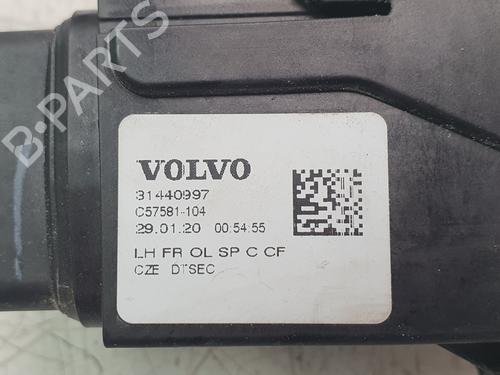 B-PARTS
VOLVO
31440997
C57581-104
29.01.20 00:54:55
LH FR OL SP C CF
CZE DTSEC